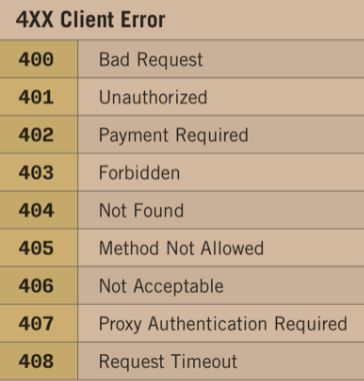 4XX Client Error
400 Bad Request
401 Unauthorized
402 Payment Required
403 Forbidden
404 Not Found
405 Method Not Allowed
406 Not Acceptable
407 Proxy Authentication Required
408 Request Timeout